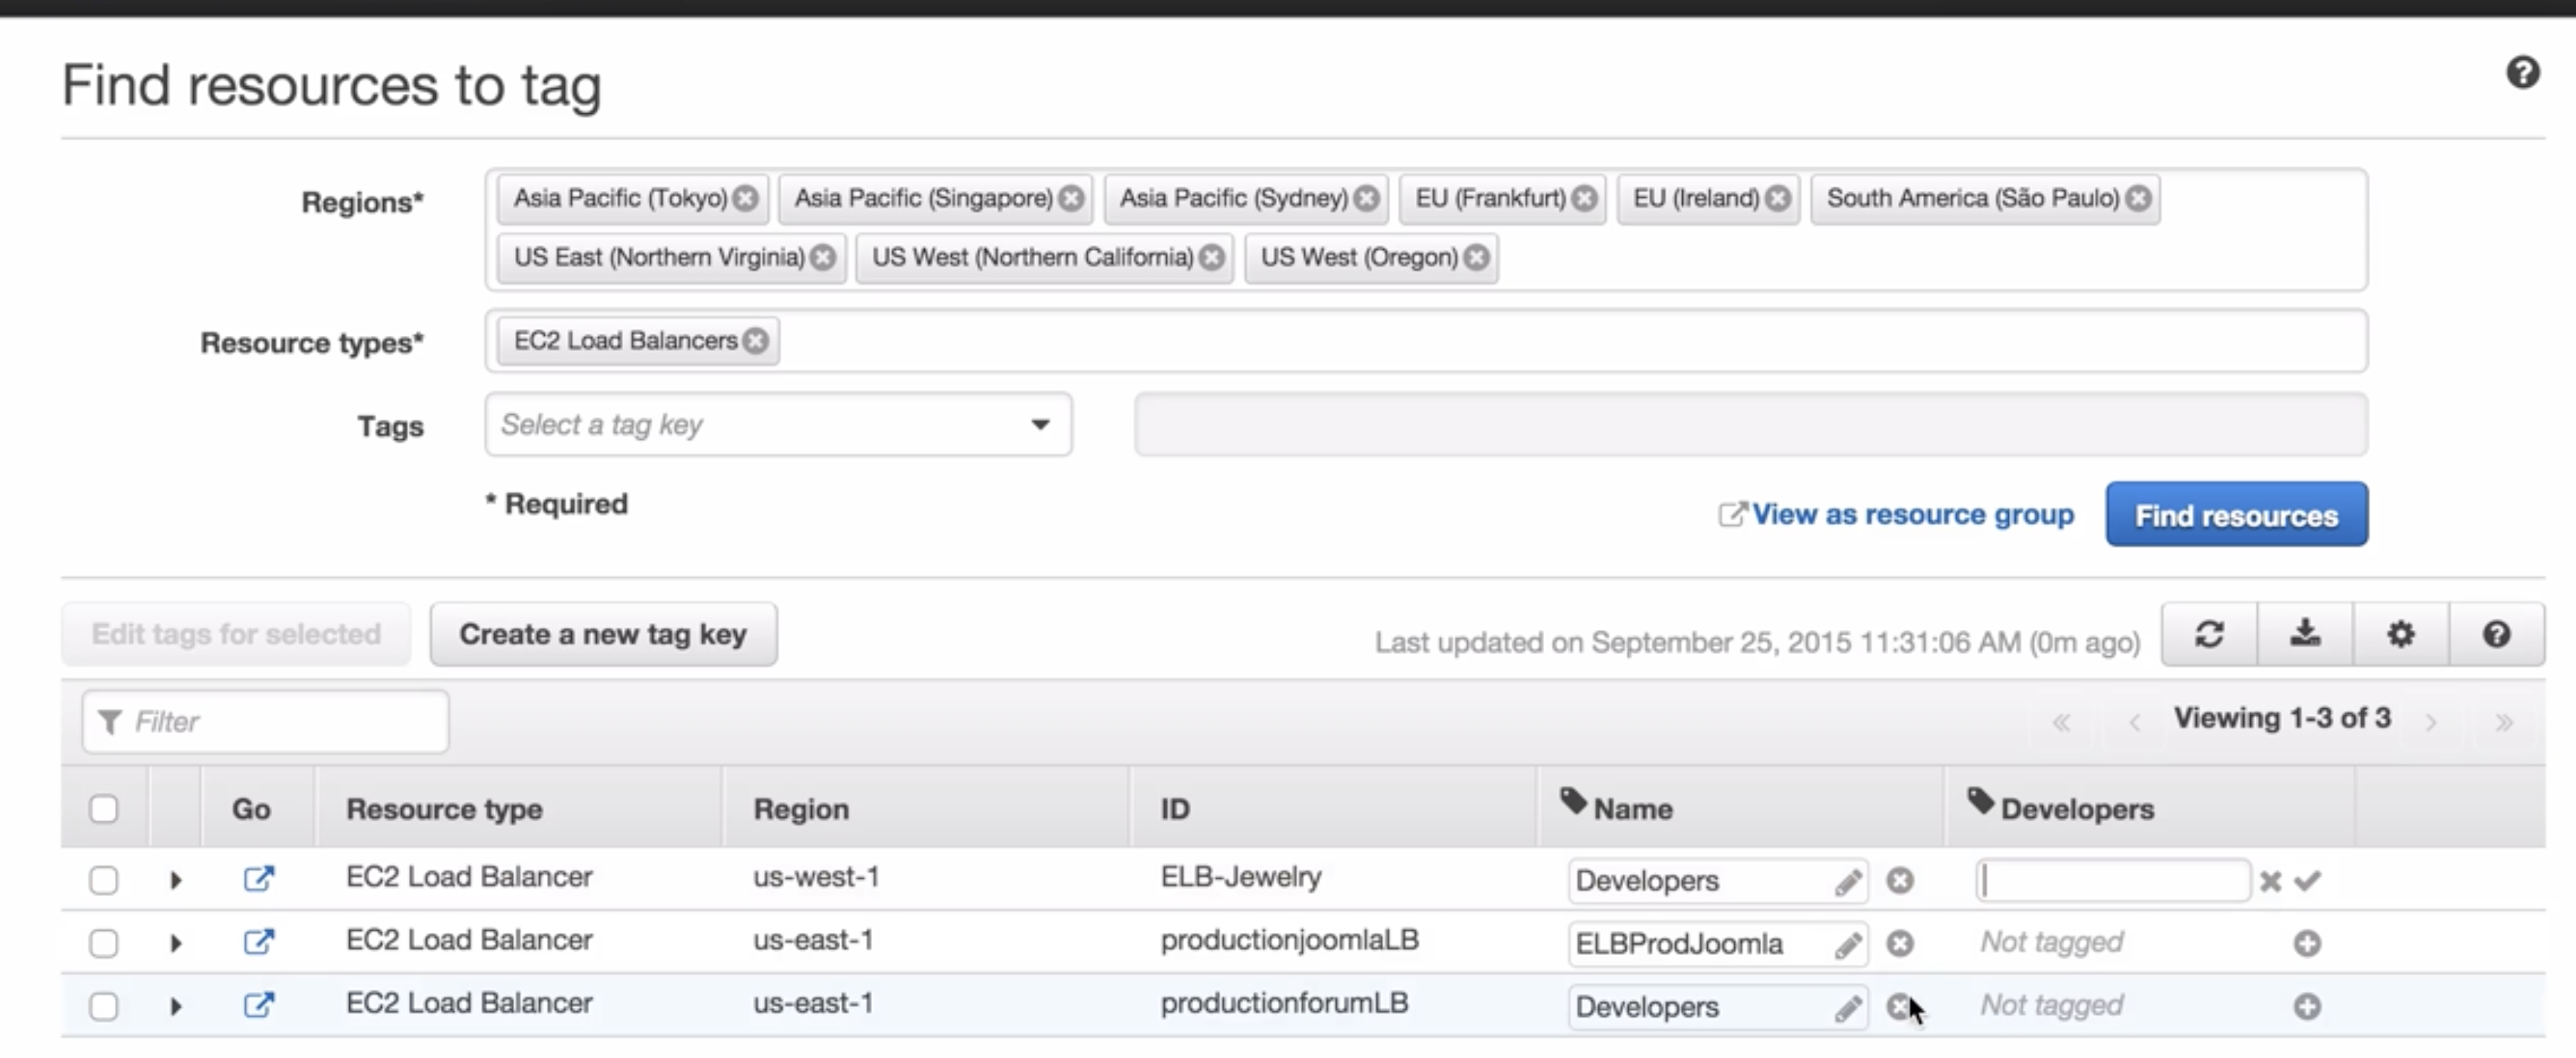 Find resources to tag
Regions*
Asia Pacific (Tokyo) Asia Pacific (Singapore) Asia Pacific (Sydney) EU (Frankfurt) EU (Ireland) South America (São Paulo)
US East (Northern Virginia) US West (Northern California) US West (Oregon)
Resource types*
EC2 Load Balancers
Tags Select a tag key
* Required View as resource group Find resources
Edit tags for selected Create a new tag key Last updated on September 25, 2015 11:31:06 AM (0m ago)
Filter « ‹ Viewing 1-3 of 3 › »
Go Resource type Region ID Name Developers
EC2 Load Balancer us-west-1 ELB-Jewelry Developers
EC2 Load Balancer us-east-1 productionjoomlaLB ELBProdJoomla Not tagged
EC2 Load Balancer us-east-1 productionforumLB Developers Not tagged